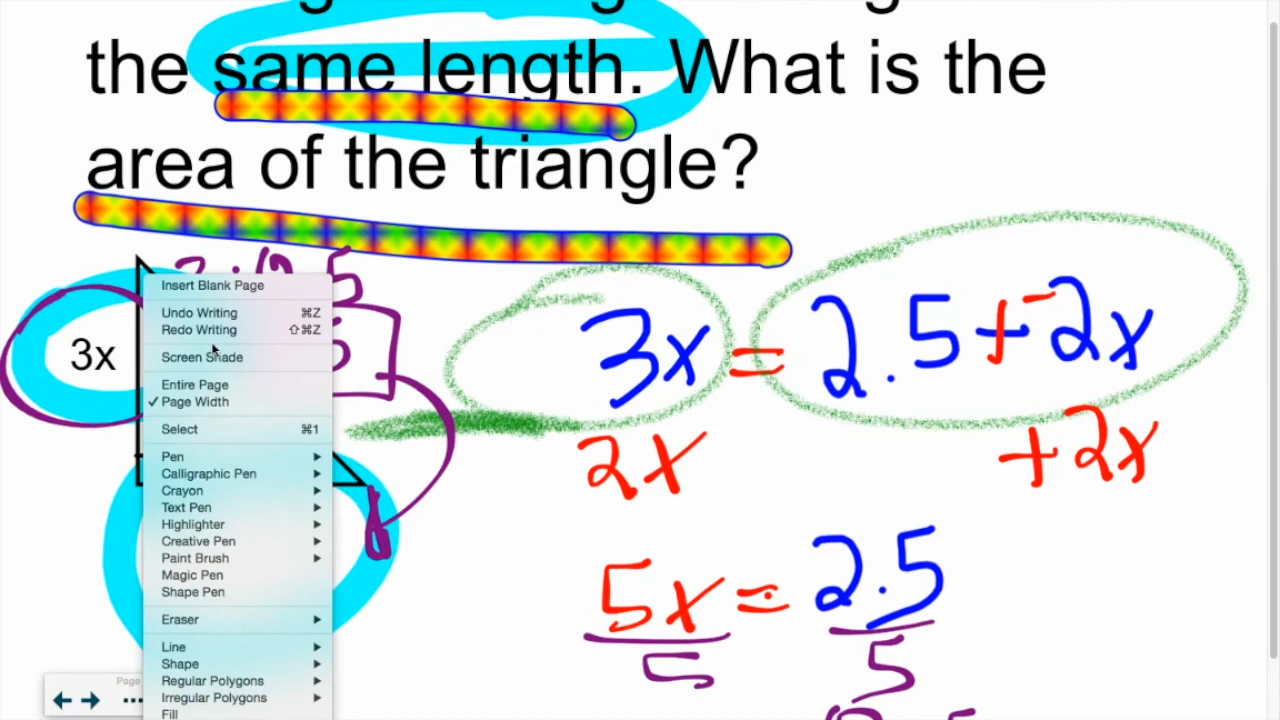 the same length. What is the
area of the triangle?
3x
3x = 2.5 + -2x
2x +2x
5x = 2.5
5 5
Insert Blank Page
Undo Writing ⌘Z
Redo Writing ⇧⌘Z
Screen Shade
Entire Page
✓ Page Width
Select ⌘1
Pen
Calligraphic Pen
Crayon
Text Pen
Highlighter
Creative Pen
Paint Brush
Magic Pen
Shape Pen
Eraser
Line
Shape
Regular Polygons
Irregular Polygons
Fill
Page